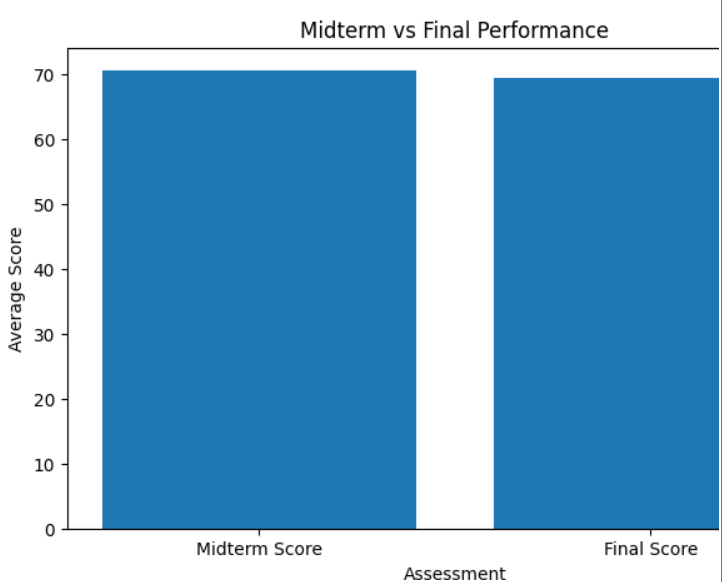 Midterm vs Final Performance
70
60
50
40
30
20
10
0
Average Score
Midterm Score Final Score
Assessment